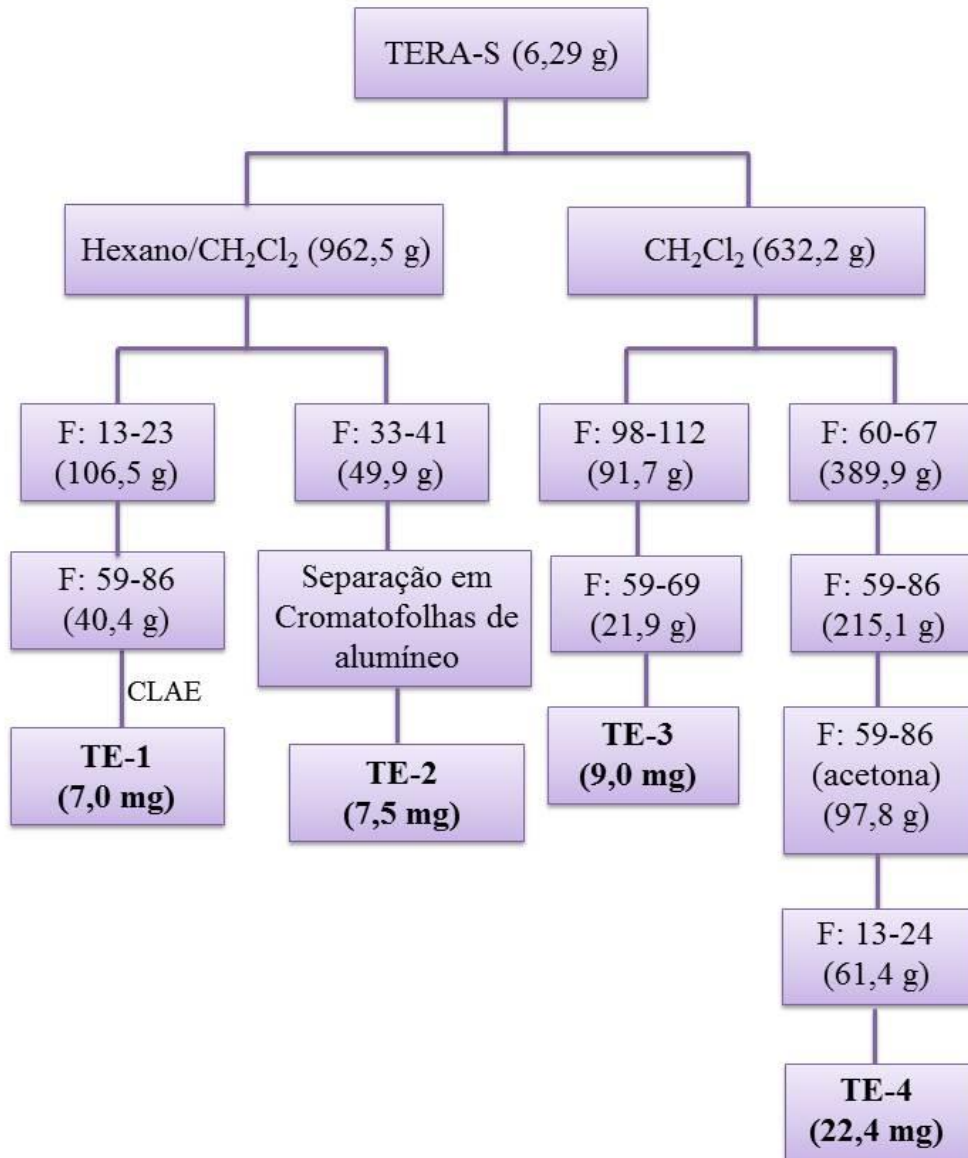 TERA-S (6,29 g)
Hexano/CH₂Cl₂ (962,5 g)
CH₂Cl₂ (632,2 g)
F: 13-23
(106,5 g)
F: 33-41
(49,9 g)
F: 98-112
(91,7 g)
F: 60-67
(389,9 g)
F: 59-86
(40,4 g)
Separação em
Cromatofolhas de
alumíneo
F: 59-69
(21,9 g)
F: 59-86
(215,1 g)
CLAE
TE-1
(7,0 mg)
TE-2
(7,5 mg)
TE-3
(9,0 mg)
F: 59-86
(acetona)
(97,8 g)
F: 13-24
(61,4 g)
TE-4
(22,4 mg)